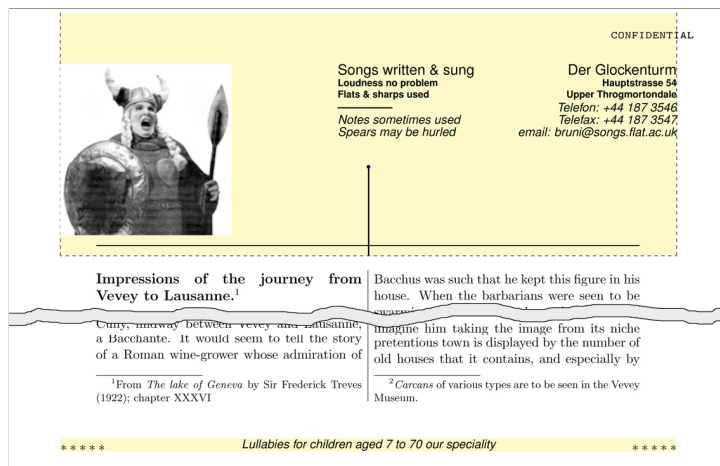 CONFIDENTIAL
Songs written & sung
Loudness no problem
Flats & sharps used
Notes sometimes used
Spears may be hurled
Der Glockenturm
Hauptstrasse 54
Upper Throgmortondale
Telefon: +44 187 3546
Telefax: +44 187 3547
email: bruni@songs.flat.ac.uk
Impressions of the journey from
Vevey to Lausanne.¹
Cully, midway between Vevey and Lausanne,
a Bacchante. It would seem to tell the story
of a Roman wine-grower whose admiration of
¹From The lake of Geneva by Sir Frederick Treves
(1922); chapter XXXVI
Bacchus was such that he kept this figure in his
house. When the barbarians were seen to be
imagine him taking the image from its niche
pretentious town is displayed by the number of
old houses that it contains, and especially by
²Carcans of various types are to be seen in the Vevey
Museum.
* * * * * Lullabies for children aged 7 to 70 our speciality * * * * *